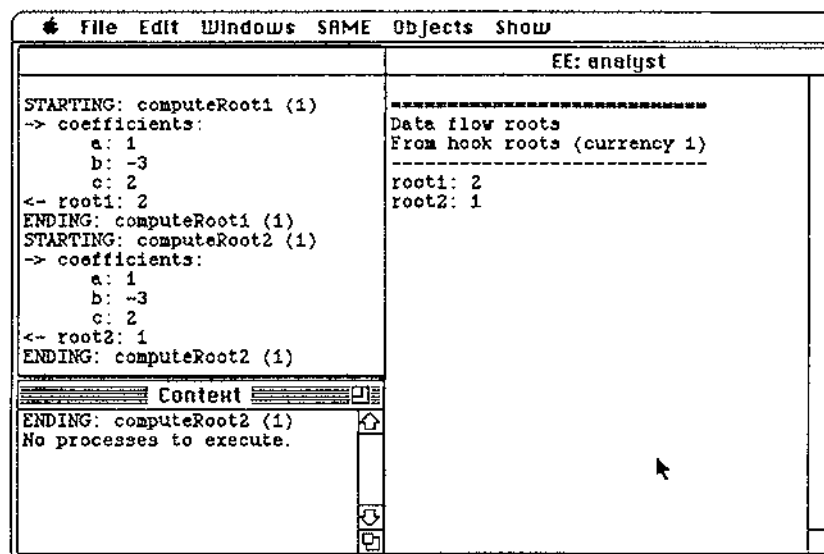 File Edit Windows SAME Objects Show
STARTING: computeRoot1 (1)
-> coefficients:
a: 1
b: -3
c: 2
<- root1: 2
ENDING: computeRoot1 (1)
STARTING: computeRoot2 (1)
-> coefficients:
a: 1
b: -3
c: 2
<- root2: 1
ENDING: computeRoot2 (1)
Context
ENDING: computeRoot2 (1)
No processes to execute.
EE: analyst
============================
Data flow roots
From hook roots (currency 1)
----------------------------
root1: 2
root2: 1